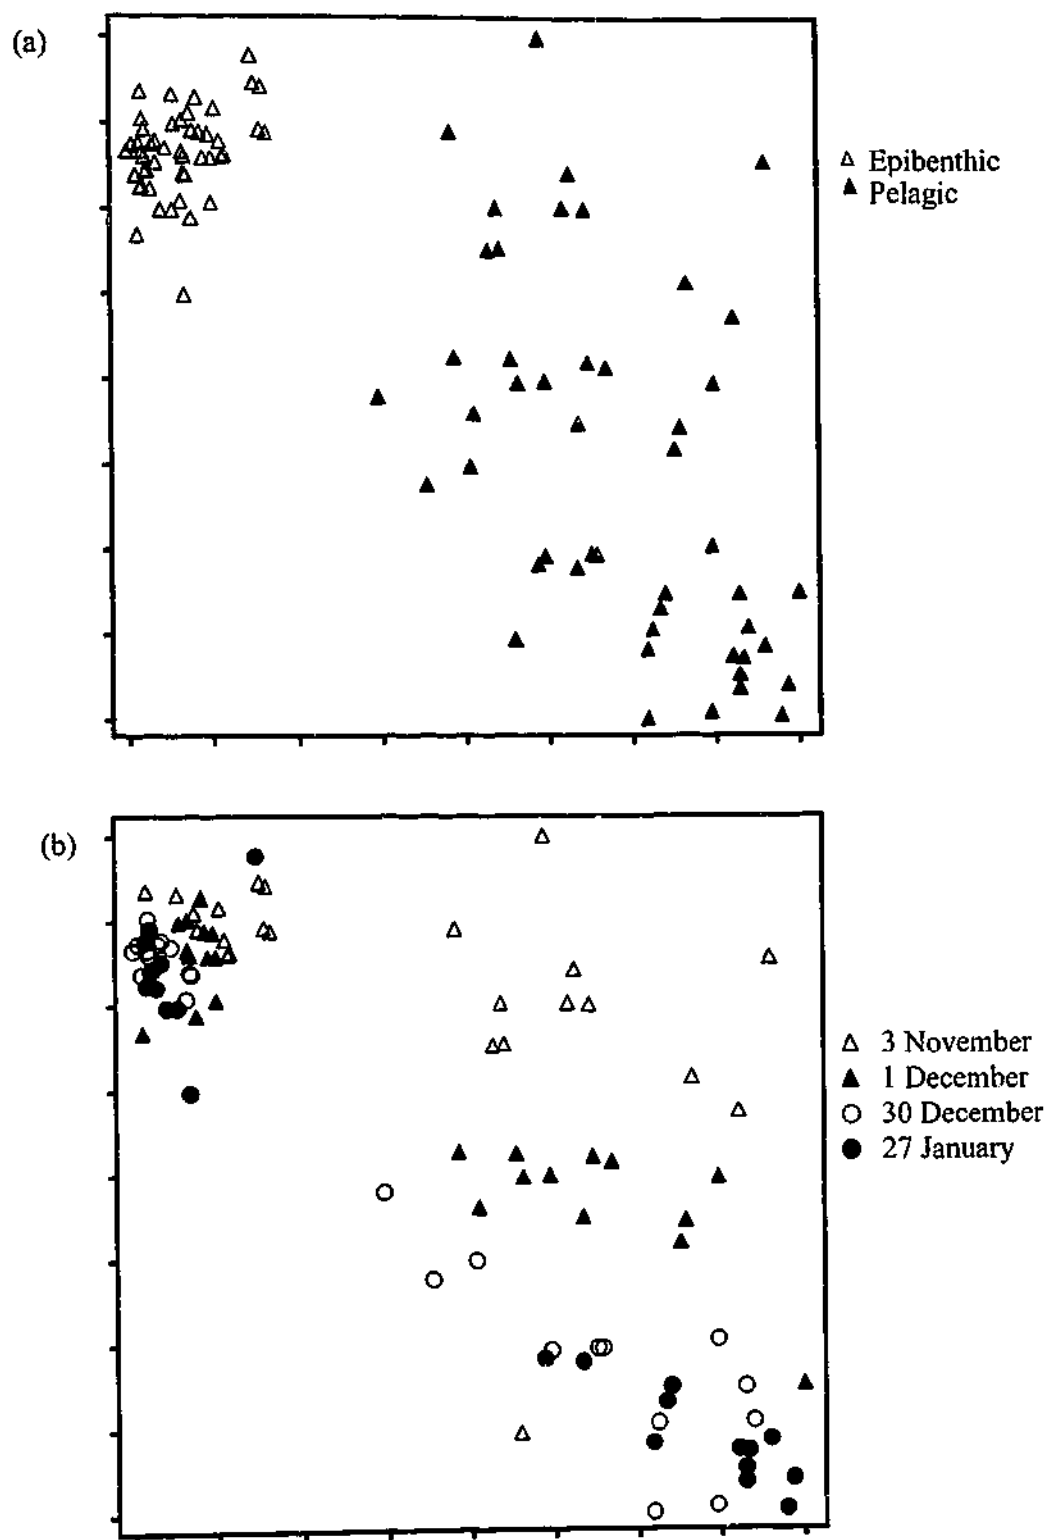 (a)
Epibenthic
Pelagic
(b)
3 November
1 December
30 December
27 January